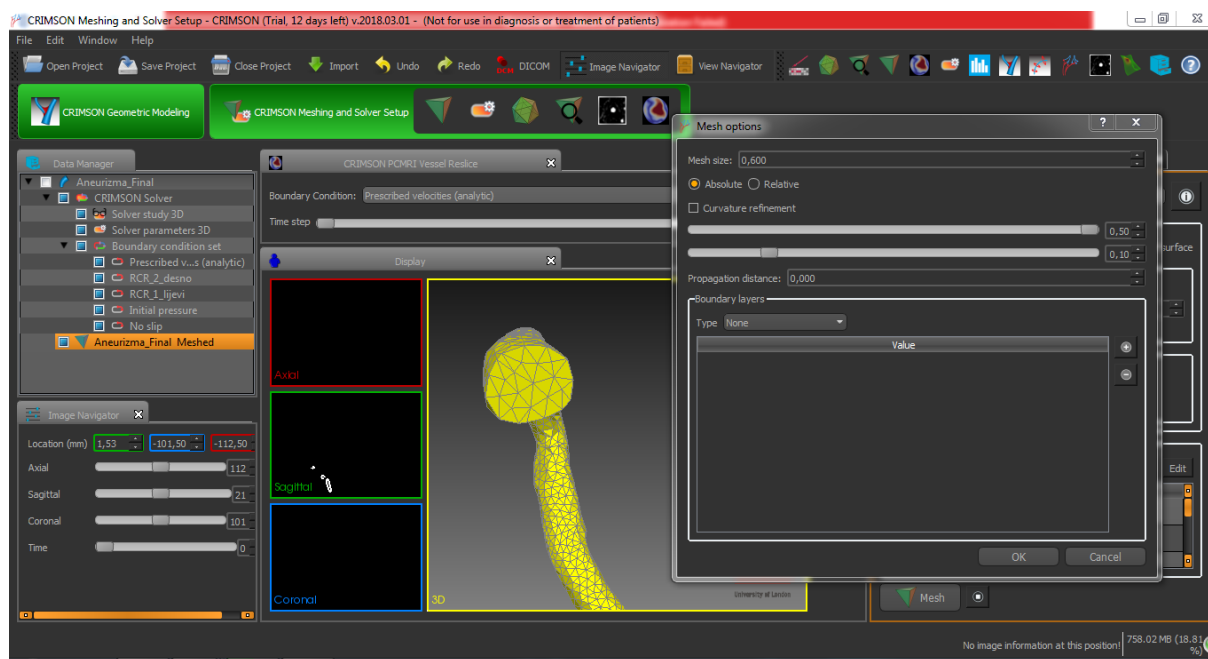 CRIMSON Meshing and Solver Setup - CRIMSON (Trial, 12 days left) v.2018.03.01 - (Not for use in diagnosis or treatment of patients)
File Edit Window Help
Open Project Save Project Close Project Import Undo Redo DCM DICOM Image Navigator View Navigator
CRIMSON Geometric Modeling CRIMSON Meshing and Solver Setup
Mesh options
Data Manager
CRIMSON PCMRI Vessel Reslice
Mesh size: 0,600
Aneurizma_Final
Absolute Relative
CRIMSON Solver
Boundary Condition: Prescribed velocities (analytic)
Solver study 3D
Curvature refinement
Time step
Solver parameters 3D
0,50
Boundary condition set
surface
0,10
Prescribed v...s (analytic)
Display
RCR_2_desno
Propagation distance: 0,000
RCR_1_lijevi
Boundary layers
Initial pressure
Type None
No slip
Aneurizma_Final Meshed
Value
Axial
Image Navigator
Location (mm) 1,53 -101,50 -112,50
Axial 112
Edit
Sagittal 21
Sagittal
Coronal 101
Time 0
OK Cancel
Coronal
3D
University of London
Mesh
No image information at this position!
758.02 MB (18.81
%)